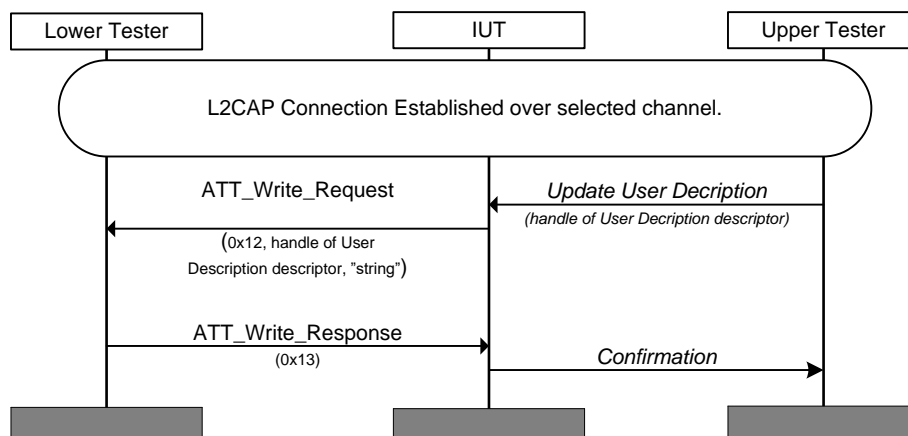 Lower Tester
IUT
Upper Tester
L2CAP Connection Established over selected channel.
ATT_Write_Request
Update User Decription
(handle of User Decription descriptor)
(0x12, handle of User
Description descriptor, ”string”)
ATT_Write_Response
(0x13)
Confirmation